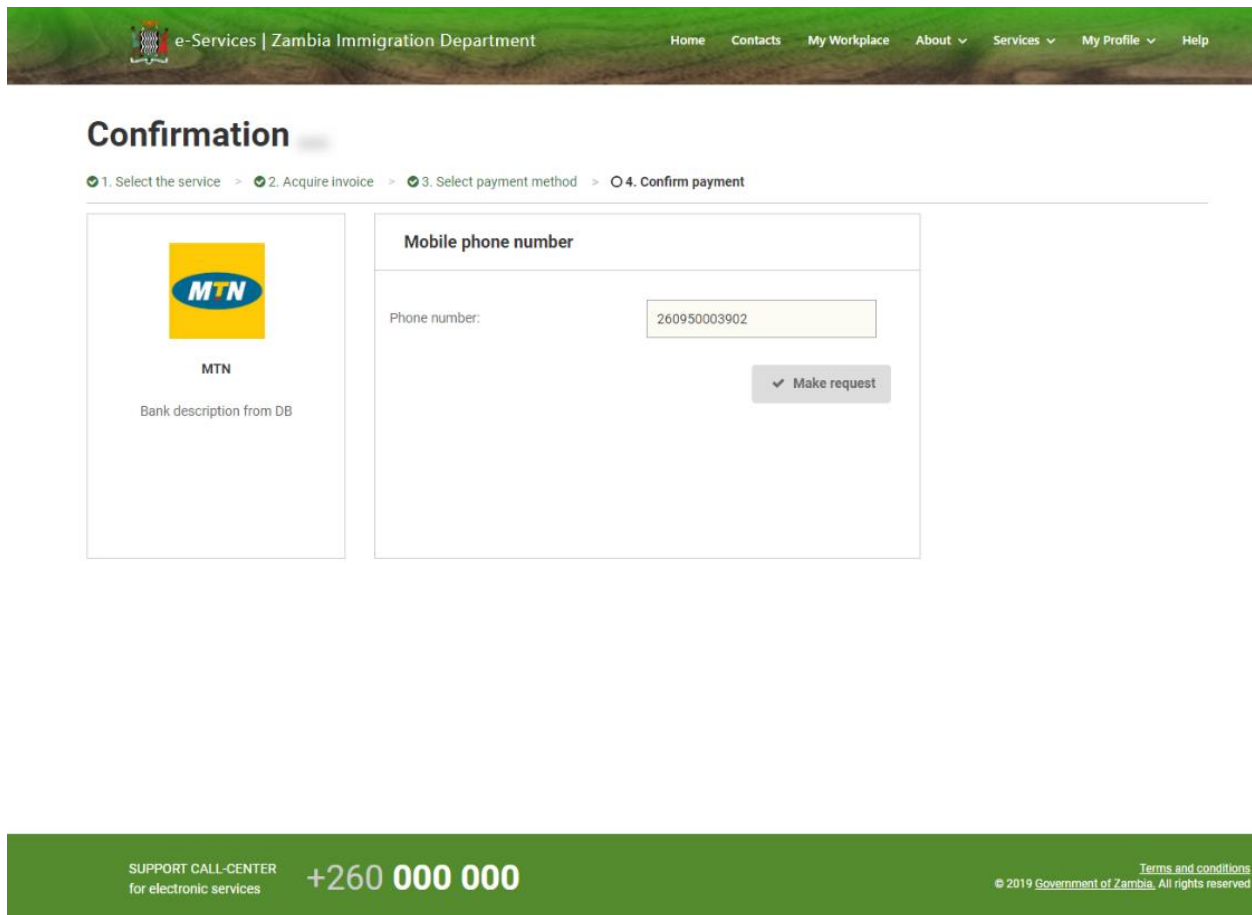 e-Services | Zambia Immigration Department
Home Contacts My Workplace About Services My Profile Help
Confirmation
1. Select the service > 2. Acquire invoice > 3. Select payment method > 4. Confirm payment
MTN
MTN
Bank description from DB
Mobile phone number
Phone number: 260950003902
Make request
SUPPORT CALL-CENTER
for electronic services
+260 000 000
Terms and conditions
© 2019 Government of Zambia. All rights reserved